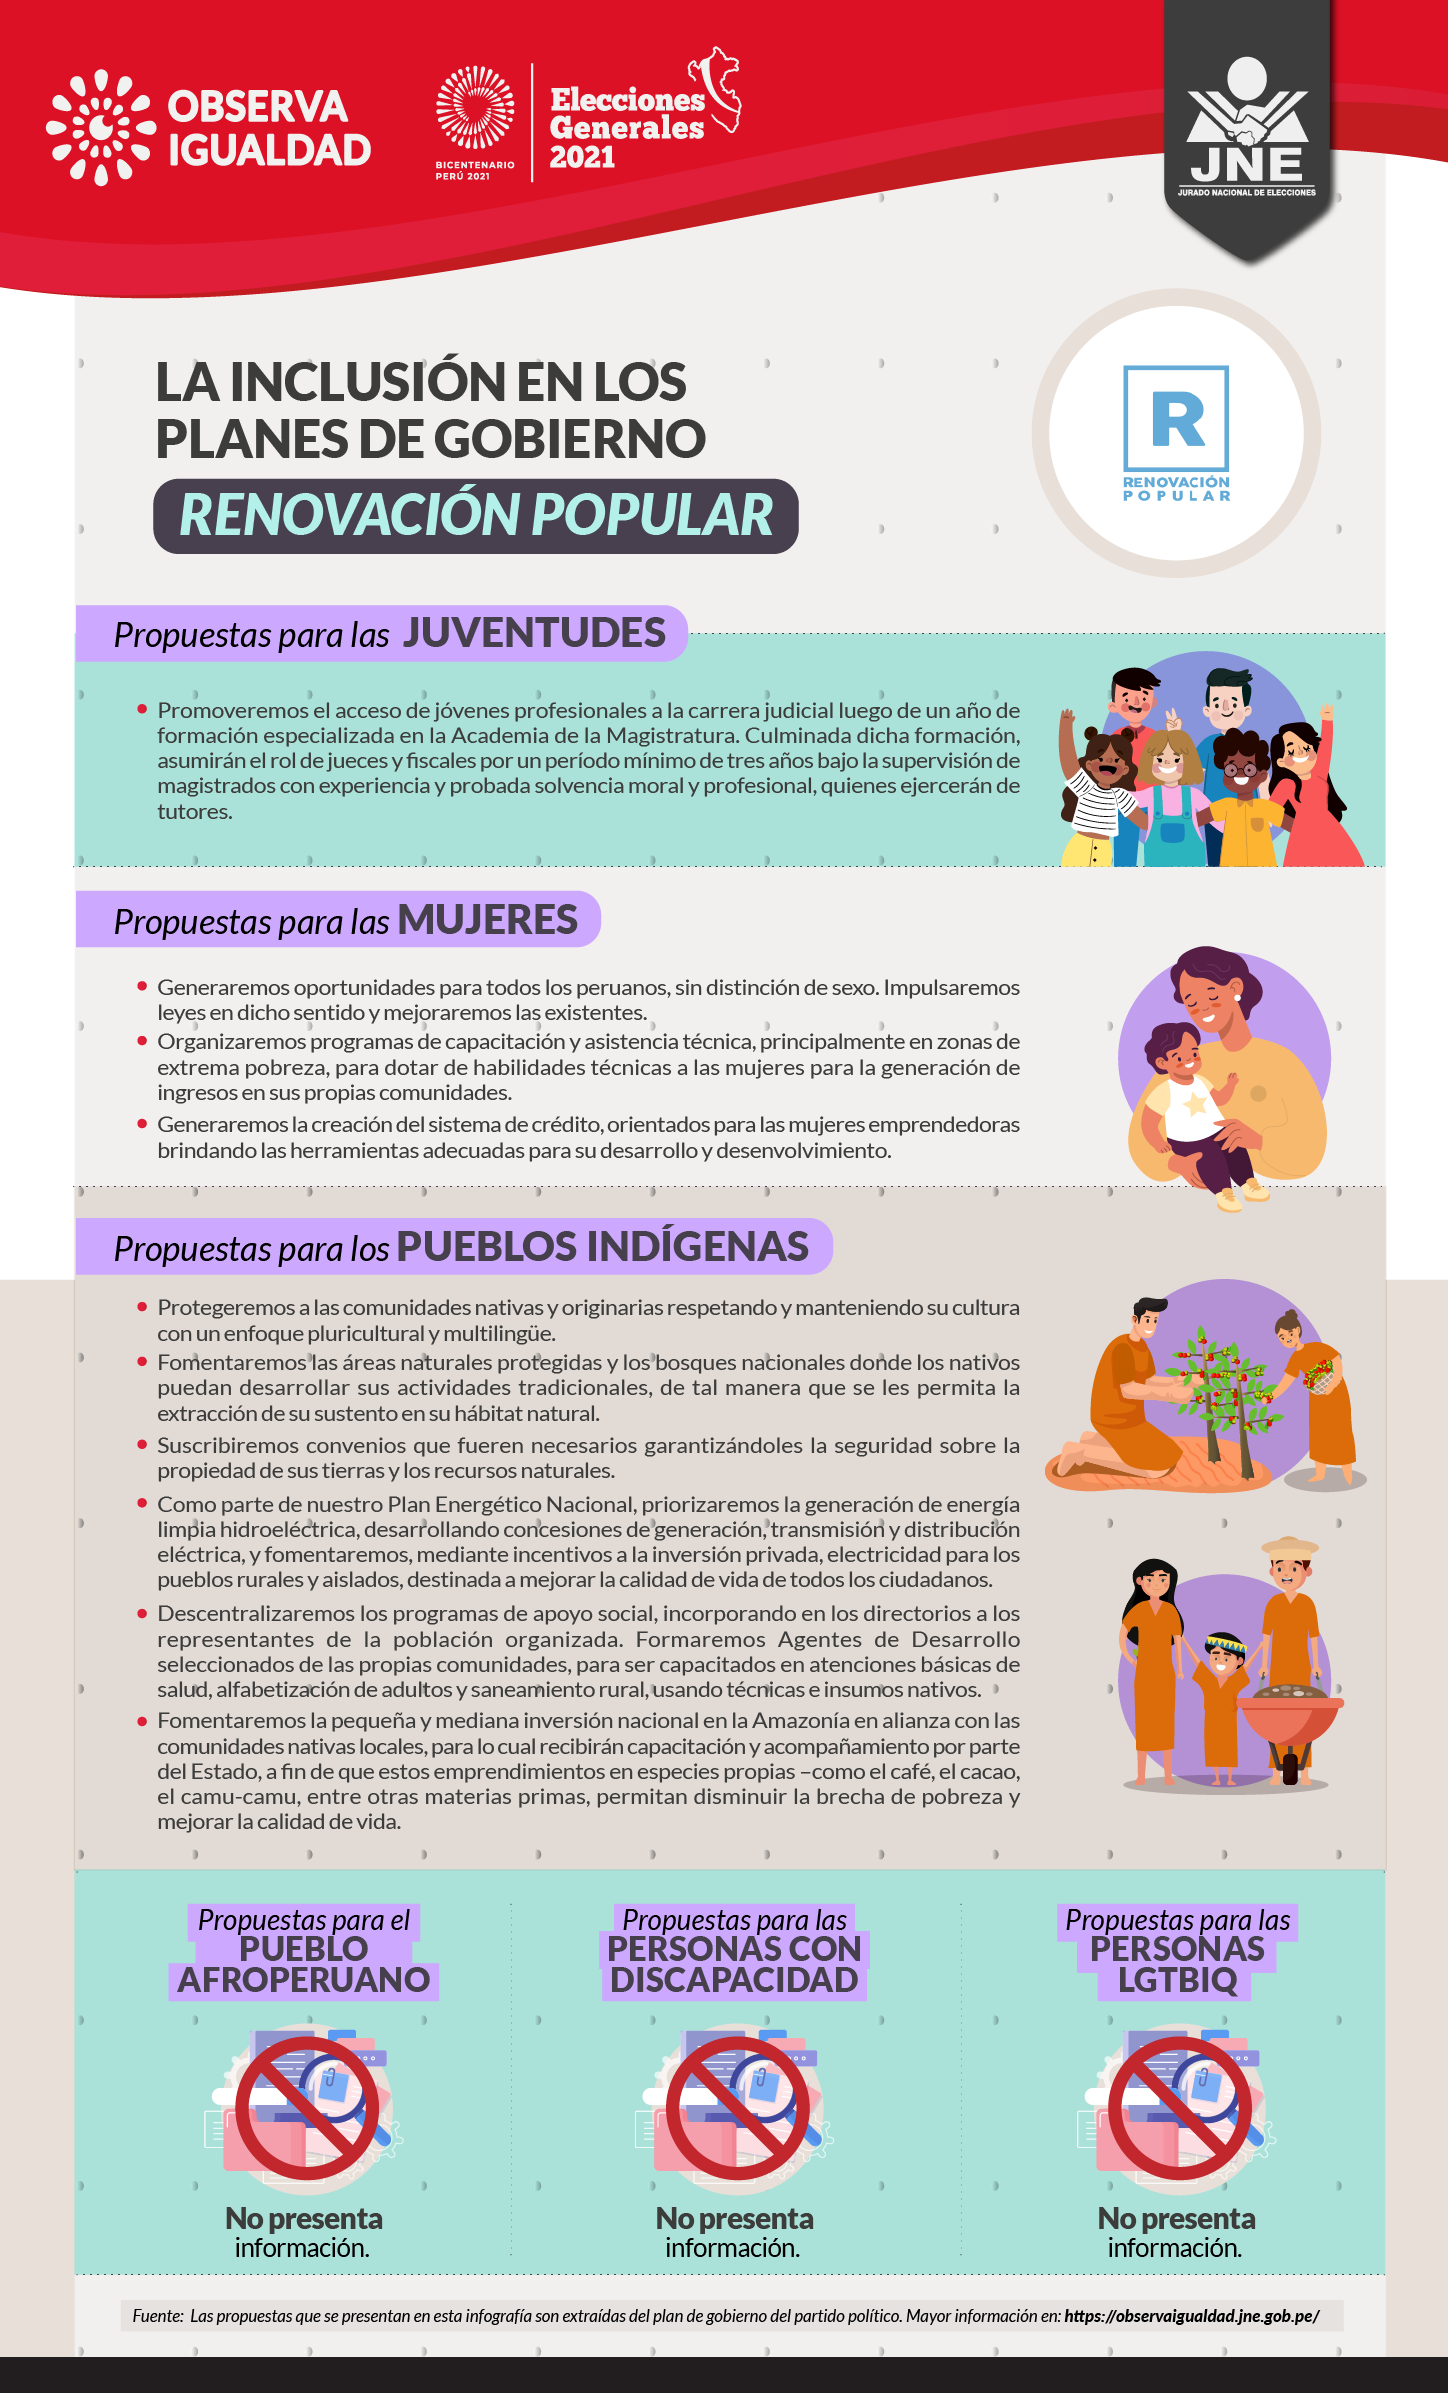 OBSERVA
IGUALDAD
BICENTENARIO
PERÚ 2021
Elecciones
Generales
2021
JNE
JURADO NACIONAL DE ELECCIONES
LA INCLUSIÓN EN LOS
PLANES DE GOBIERNO
RENOVACIÓN POPULAR
R
RENOVACIÓN
POPULAR
Propuestas para las JUVENTUDES
Promoveremos el acceso de jóvenes profesionales a la carrera judicial luego de un año de
formación especializada en la Academia de la Magistratura. Culminada dicha formación,
asumirán el rol de jueces y fiscales por un período mínimo de tres años bajo la supervisión de
magistrados con experiencia y probada solvencia moral y profesional, quienes ejercerán de
tutores.
Propuestas para las MUJERES
Generaremos oportunidades para todos los peruanos, sin distinción de sexo. Impulsaremos
leyes en dicho sentido y mejoraremos las existentes.
Organizaremos programas de capacitación y asistencia técnica, principalmente en zonas de
extrema pobreza, para dotar de habilidades técnicas a las mujeres para la generación de
ingresos en sus propias comunidades.
Generaremos la creación del sistema de crédito, orientados para las mujeres emprendedoras
brindando las herramientas adecuadas para su desarrollo y desenvolvimiento.
Propuestas para los PUEBLOS INDÍGENAS
Protegeremos a las comunidades nativas y originarias respetando y manteniendo su cultura
con un enfoque pluricultural y multilingüe.
Fomentaremos las áreas naturales protegidas y los bosques nacionales donde los nativos
puedan desarrollar sus actividades tradicionales, de tal manera que se les permita la
extracción de su sustento en su hábitat natural.
Suscribiremos convenios que fueren necesarios garantizándoles la seguridad sobre la
propiedad de sus tierras y los recursos naturales.
Como parte de nuestro Plan Energético Nacional, priorizaremos la generación de energía
limpia hidroeléctrica, desarrollando concesiones de generación, transmisión y distribución
eléctrica, y fomentaremos, mediante incentivos a la inversión privada, electricidad para los
pueblos rurales y aislados, destinada a mejorar la calidad de vida de todos los ciudadanos.
Descentralizaremos los programas de apoyo social, incorporando en los directorios a los
representantes de la población organizada. Formaremos Agentes de Desarrollo
seleccionados de las propias comunidades, para ser capacitados en atenciones básicas de
salud, alfabetización de adultos y saneamiento rural, usando técnicas e insumos nativos.
Fomentaremos la pequeña y mediana inversión nacional en la Amazonía en alianza con las
comunidades nativas locales, para lo cual recibirán capacitación y acompañamiento por parte
del Estado, a fin de que estos emprendimientos en especies propias –como el café, el cacao,
el camu-camu, entre otras materias primas, permitan disminuir la brecha de pobreza y
mejorar la calidad de vida.
Propuestas para el
PUEBLO
AFROPERUANO
No presenta
información.
Propuestas para las
PERSONAS CON
DISCAPACIDAD
No presenta
información.
Propuestas para las
PERSONAS
LGTBIQ
No presenta
información.
Fuente: Las propuestas que se presentan en esta infografía son extraídas del plan de gobierno del partido político. Mayor información en: https://observaigualdad.jne.gob.pe/